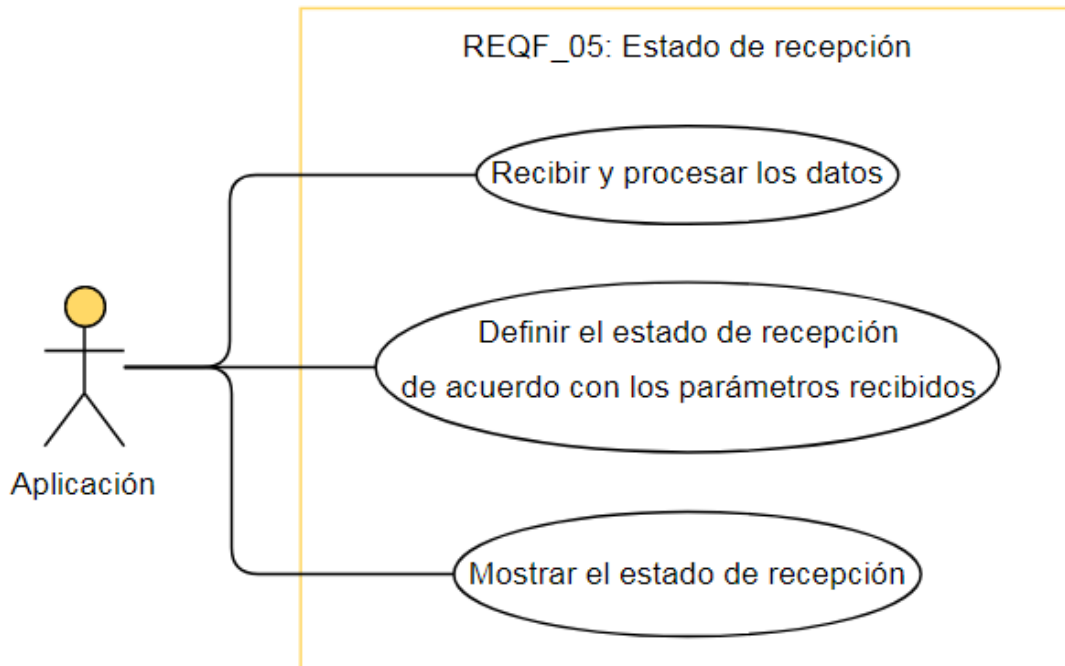 REQF_05: Estado de recepción
Recibir y procesar los datos
Definir el estado de recepción
de acuerdo con los parámetros recibidos
Aplicación
Mostrar el estado de recepción